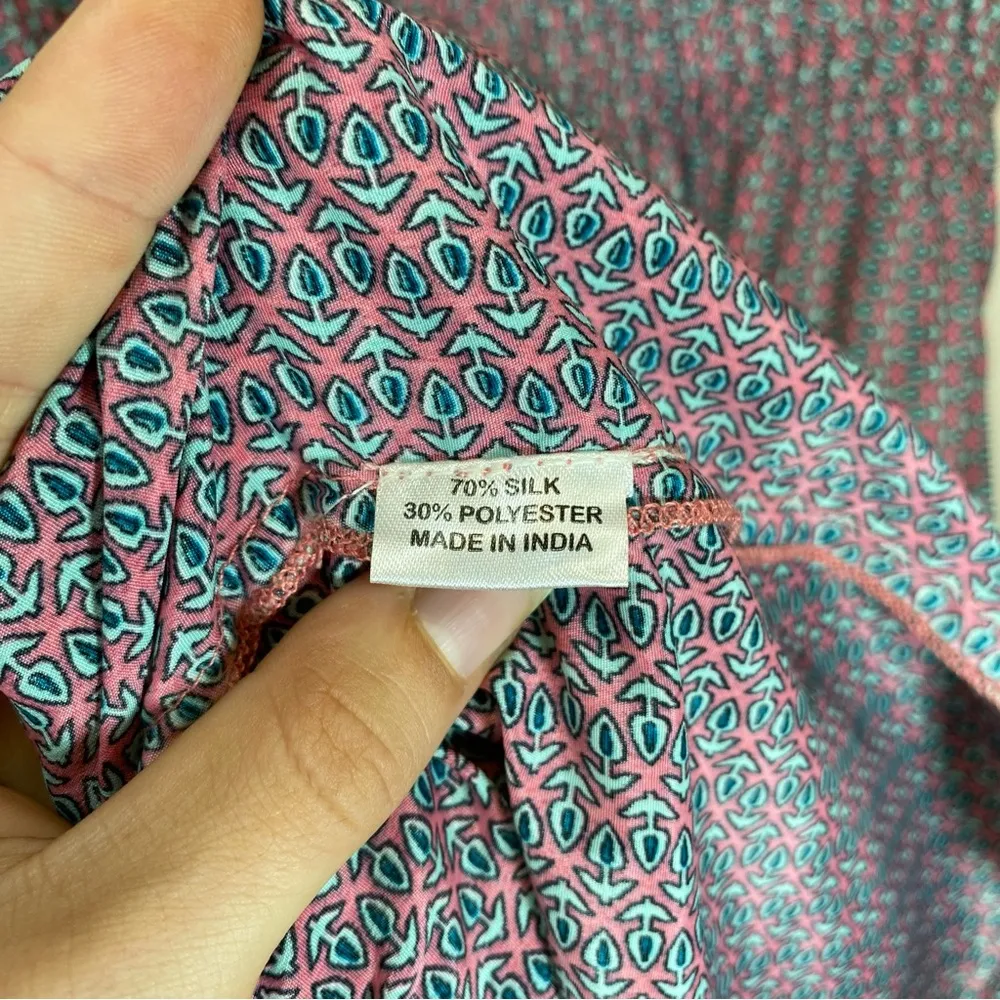 70% SILK
30% POLYESTER
MADE IN INDIA